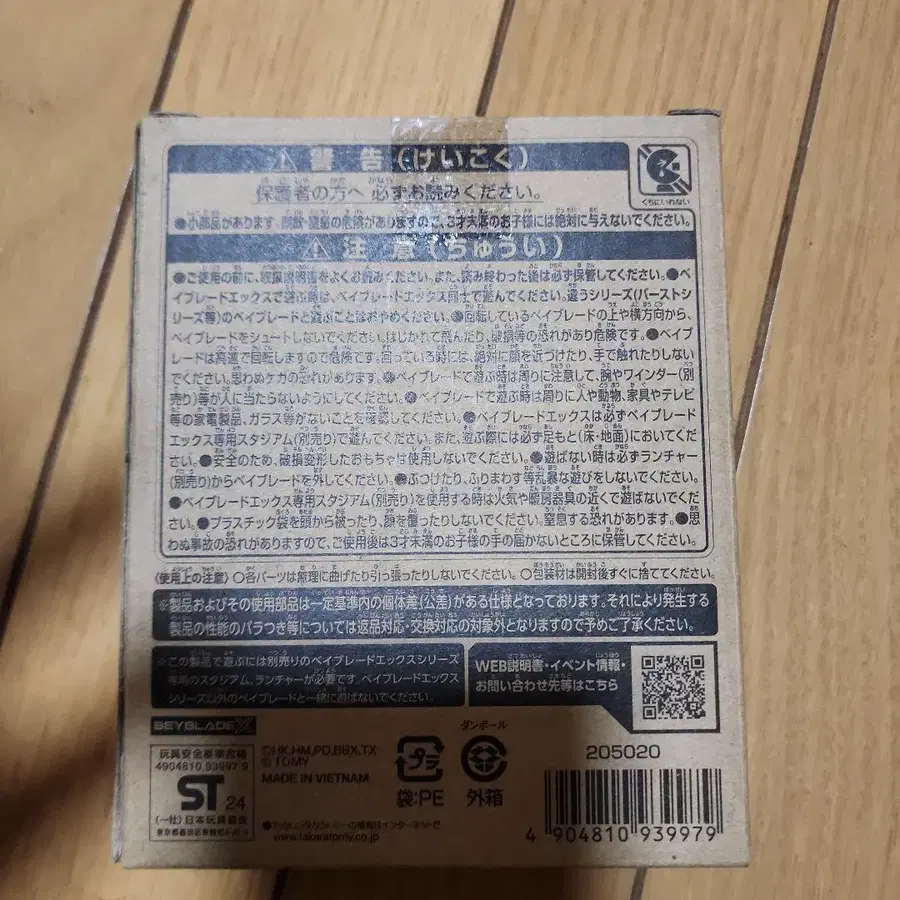 警告(けいこく)
くちにいれない
保護者の方へ 必ずお読みください。
●小部品があります。誤飲・窒息の危険がありますので、3才未満のお子様には絶対に与えないでください。
注意(ちゅうい)
●ご使用の前に、取扱説明書をよくお読みください。また、読み終わった後は必ず保管してください。●ベ
イブレードエックスで遊ぶ時は、ベイブレードエックス同士で遊んでください。違うシリーズ(バーストシ
リーズ等)のベイブレードと遊ぶことはおやめください。●回転しているベイブレードの上や横方向から、
ベイブレードをシュートしないでください。はじかれて飛んだり、破損等の恐れがあり危険です。●ベイブ
レードは高速で回転しますので危険です。回っている時には、絶対に顔を近づけたり、手で触れたりしない
でください。思わぬケガの恐れがあります。●ベイブレードで遊ぶ時は周りに注意して、腕やワインダー(別
売り)等が人に当たらないようにしてください。●ベイブレードで遊ぶ時は周りに人や動物、家具やテレビ
等の家電製品、ガラス等がないことを確認してください。●ベイブレードエックスは必ずベイブレード
エックス専用スタジアム(別売り)で遊んでください。また、遊ぶ際には必ず足もと(床・地面)においてくだ
さい。●安全のため、破損変形したおもちゃは使用しないでください。●遊ばない時は必ずランチャー
(別売り)からベイブレードを外してください。●ぶつけたり、ふりまわす等乱暴な遊びをしないでください。
●ベイブレードエックス専用スタジアム(別売り)を使用する時は火気や暖房器具の近くで遊ばないでくだ
さい。●プラスチック袋を頭から被ったり、顔を覆ったりしないでください。窒息する恐れがあります。●思
わぬ事故の恐れがありますので、ご使用後は3才未満のお子様の手の届かないところに保管してください。
(使用上の注意) ○各パーツは無理に曲げたり引っ張ったりしないでください。 ○包装材は開封後すぐに捨ててください。
※製品およびその使用部品は一定基準内の個体差(公差)がある仕様となっております。それにより発生する
製品の性能のバラつき等については返品対応・交換対応の対象外となりますので予めご了承ください。
※この製品で遊ぶには別売りのベイブレードエックスシリーズ
専用のスタジアム、ランチャーが必要です。ベイブレードエックス
シリーズ以外のベイブレードと一緒に遊ばないでください。
WEB説明書・イベント情報・
お問い合わせ先等はこちら
BEYBLADE X
玩具安全基準合格
4904810.93997.9
ST 24
(一社)日本玩具協会
©HK,HM,PD,BBX,TX
© TOMY
MADE IN VIETNAM
www.takaratomy.co.jp
プラ
袋:PE
ダンボール
外箱
205020
4 904810 939979